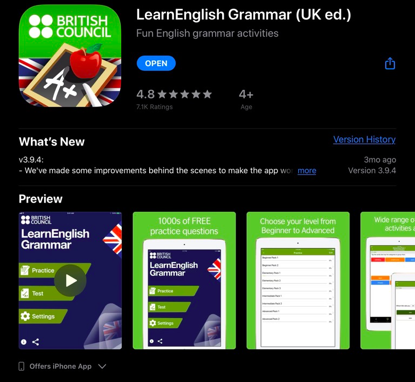 BRITISH
COUNCIL
A+
LearnEnglish Grammar (UK ed.)
Fun English grammar activities
OPEN
4.8★★★★★
7.1K Ratings
4+
Age
What's New
Version History
v3.9.4:
3mo ago
- We've made some improvements behind the scenes to make the app wo
more
Version 3.9.4
Preview
BRITISH
COUNCIL
LearnEnglish
Grammar
Practice
Test
Settings
1000s of FREE
practice questions
BRITISH
COUNCIL
LearnEnglish
Grammar
Practice
Test
Settings
Choose your level from
Beginner to Advanced
Wide range o
activities a
Offers iPhone App